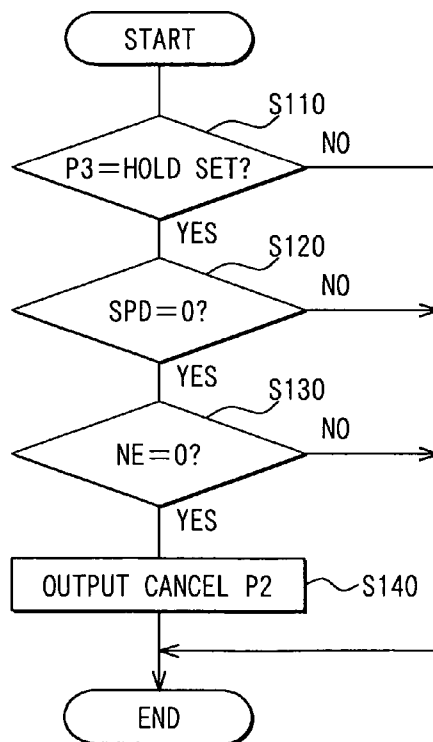 START
S110
P3=HOLD SET?
NO
YES
S120
SPD=0?
NO
YES
S130
NE=0?
NO
YES
OUTPUT CANCEL P2
S140
END